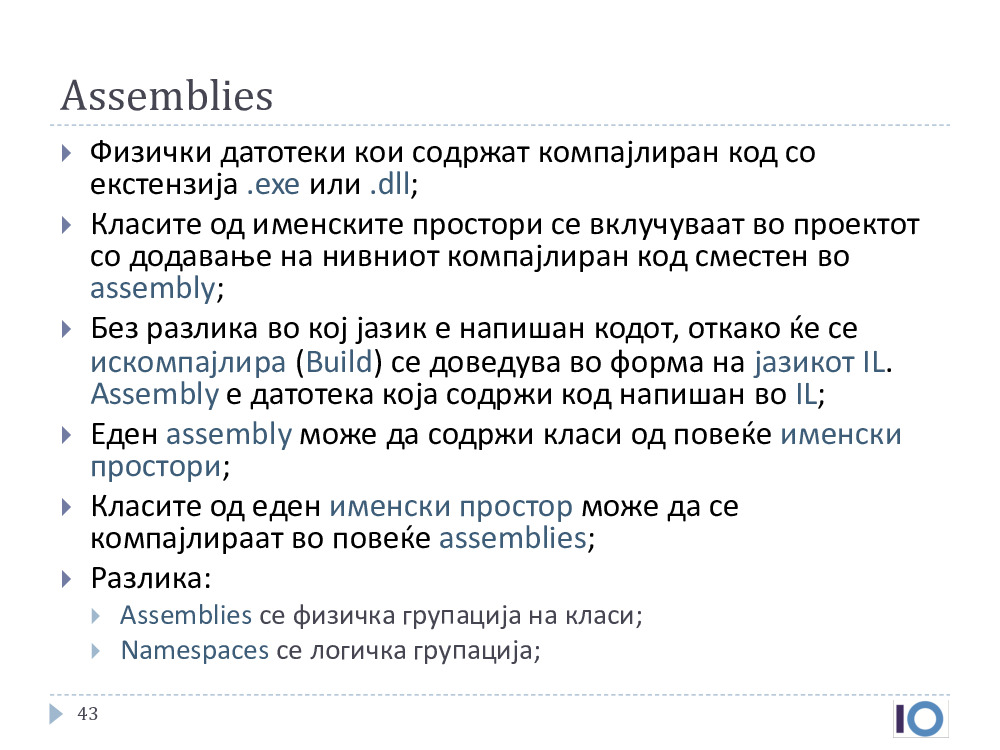 Assemblies
Физички датотеки кои содржат компајлиран код со
екстензија .exe или .dll;
Класите од именските простори се вклучуваат во проектот
со додавање на нивниот компајлиран код сместен во
assembly;
Без разлика во кој јазик е напишан кодот, откако ќе се
искомпајлира (Build) се доведува во форма на јазикот IL.
Assembly е датотека која содржи код напишан во IL;
Еден assembly може да содржи класи од повеќе именски
простори;
Класите од еден именски простор може да се
компајлираат во повеќе assemblies;
Разлика:
Assemblies се физичка групација на класи;
Namespaces се логичка групација;
43
IO